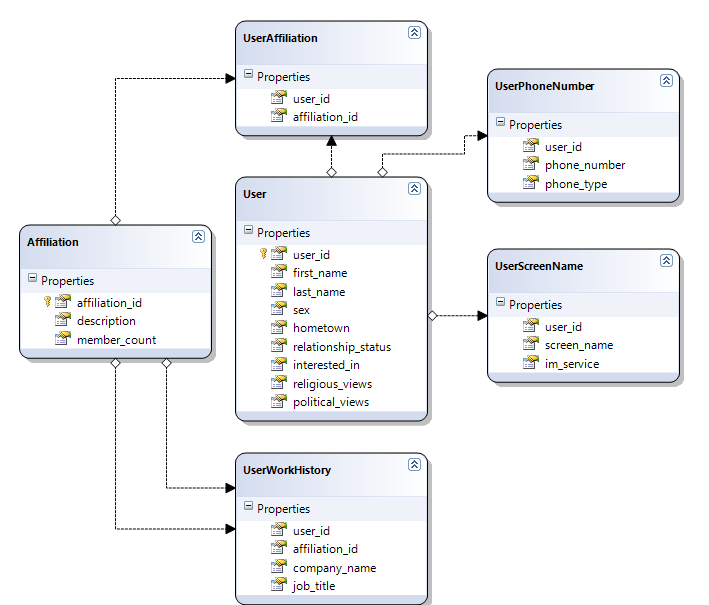 UserAffiliation
Properties
user_id
affiliation_id
UserPhoneNumber
Properties
user_id
phone_number
phone_type
User
Properties
user_id
first_name
last_name
sex
hometown
relationship_status
interested_in
religious_views
political_views
Affiliation
Properties
affiliation_id
description
member_count
UserScreenName
Properties
user_id
screen_name
im_service
UserWorkHistory
Properties
user_id
affiliation_id
company_name
job_title